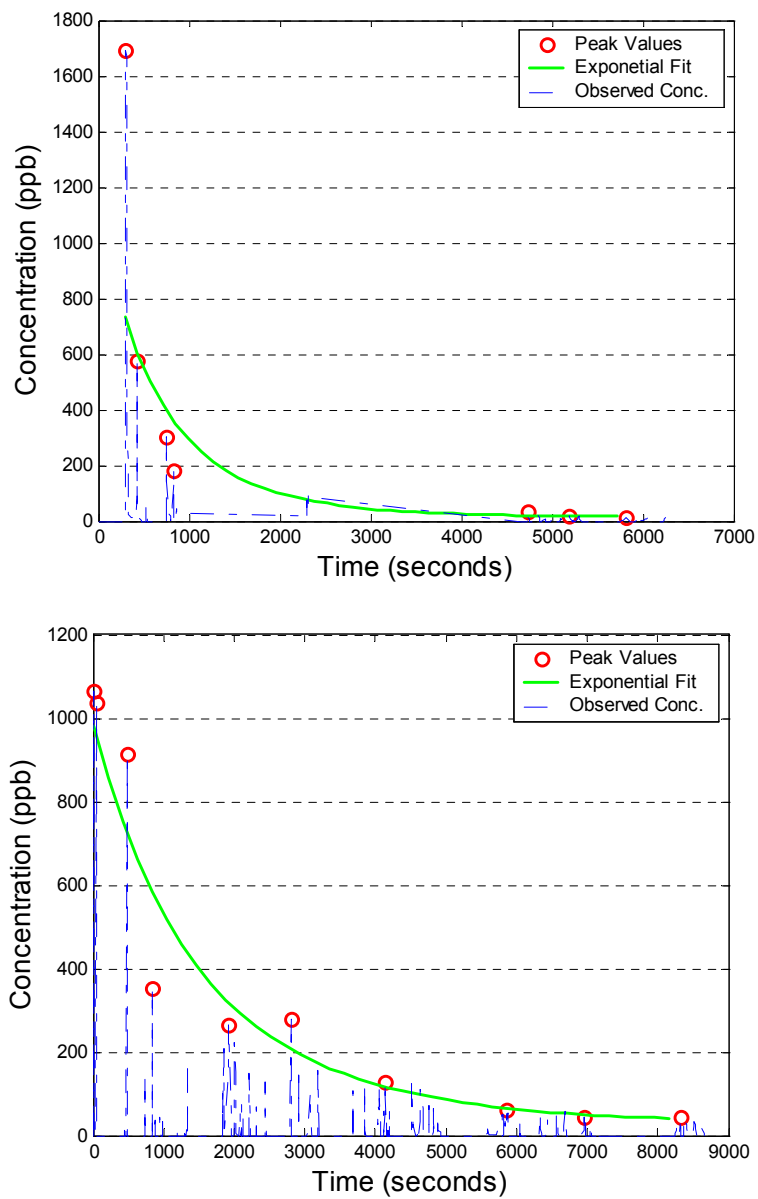 1800
1600
1400
1200
1000
800
600
400
200
0
Concentration (ppb)
Peak Values
Exponetial Fit
Observed Conc.
0 1000 2000 3000 4000 5000 6000 7000
Time (seconds)
1200
1000
800
600
400
200
0
Concentration (ppb)
Peak Values
Exponential Fit
Observed Conc.
0 1000 2000 3000 4000 5000 6000 7000 8000 9000
Time (seconds)